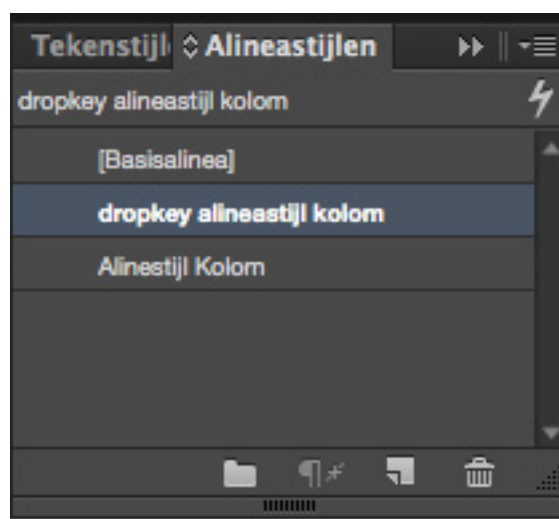 Tekenstijl Alineastijlen
dropkey alineastijl kolom
[Basisalinea]
dropkey alineastijl kolom
Alinestijl Kolom